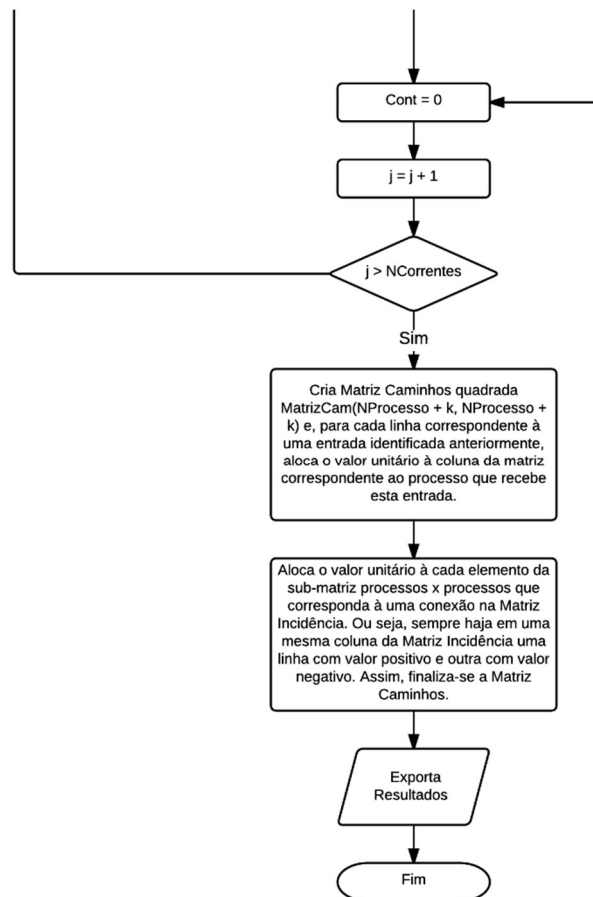 Cont = 0
j = j + 1
j > NCorrentes
Sim
Cria Matriz Caminhos quadrada
MatrizCam(NProcesso + k, NProcesso +
k) e, para cada linha correspondente à
uma entrada identificada anteriormente,
aloca o valor unitário à coluna da matriz
correspondente ao processo que recebe
esta entrada.
Aloca o valor unitário à cada elemento da
sub-matriz processos x processos que
corresponda à uma conexão na Matriz
Incidência. Ou seja, sempre haja em uma
mesma coluna da Matriz Incidência uma
linha com valor positivo e outra com valor
negativo. Assim, finaliza-se a Matriz
Caminhos.
Exporta
Resultados
Fim